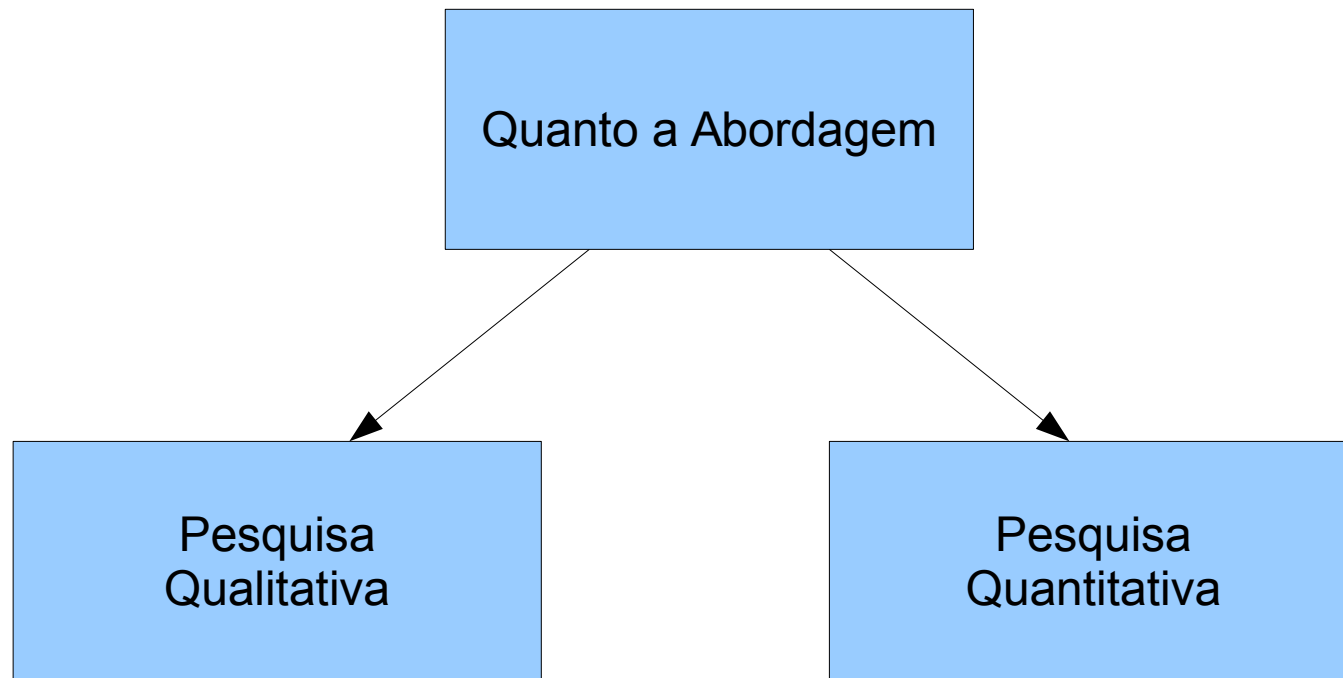 Quanto a Abordagem
Pesquisa
Qualitativa
Pesquisa
Quantitativa